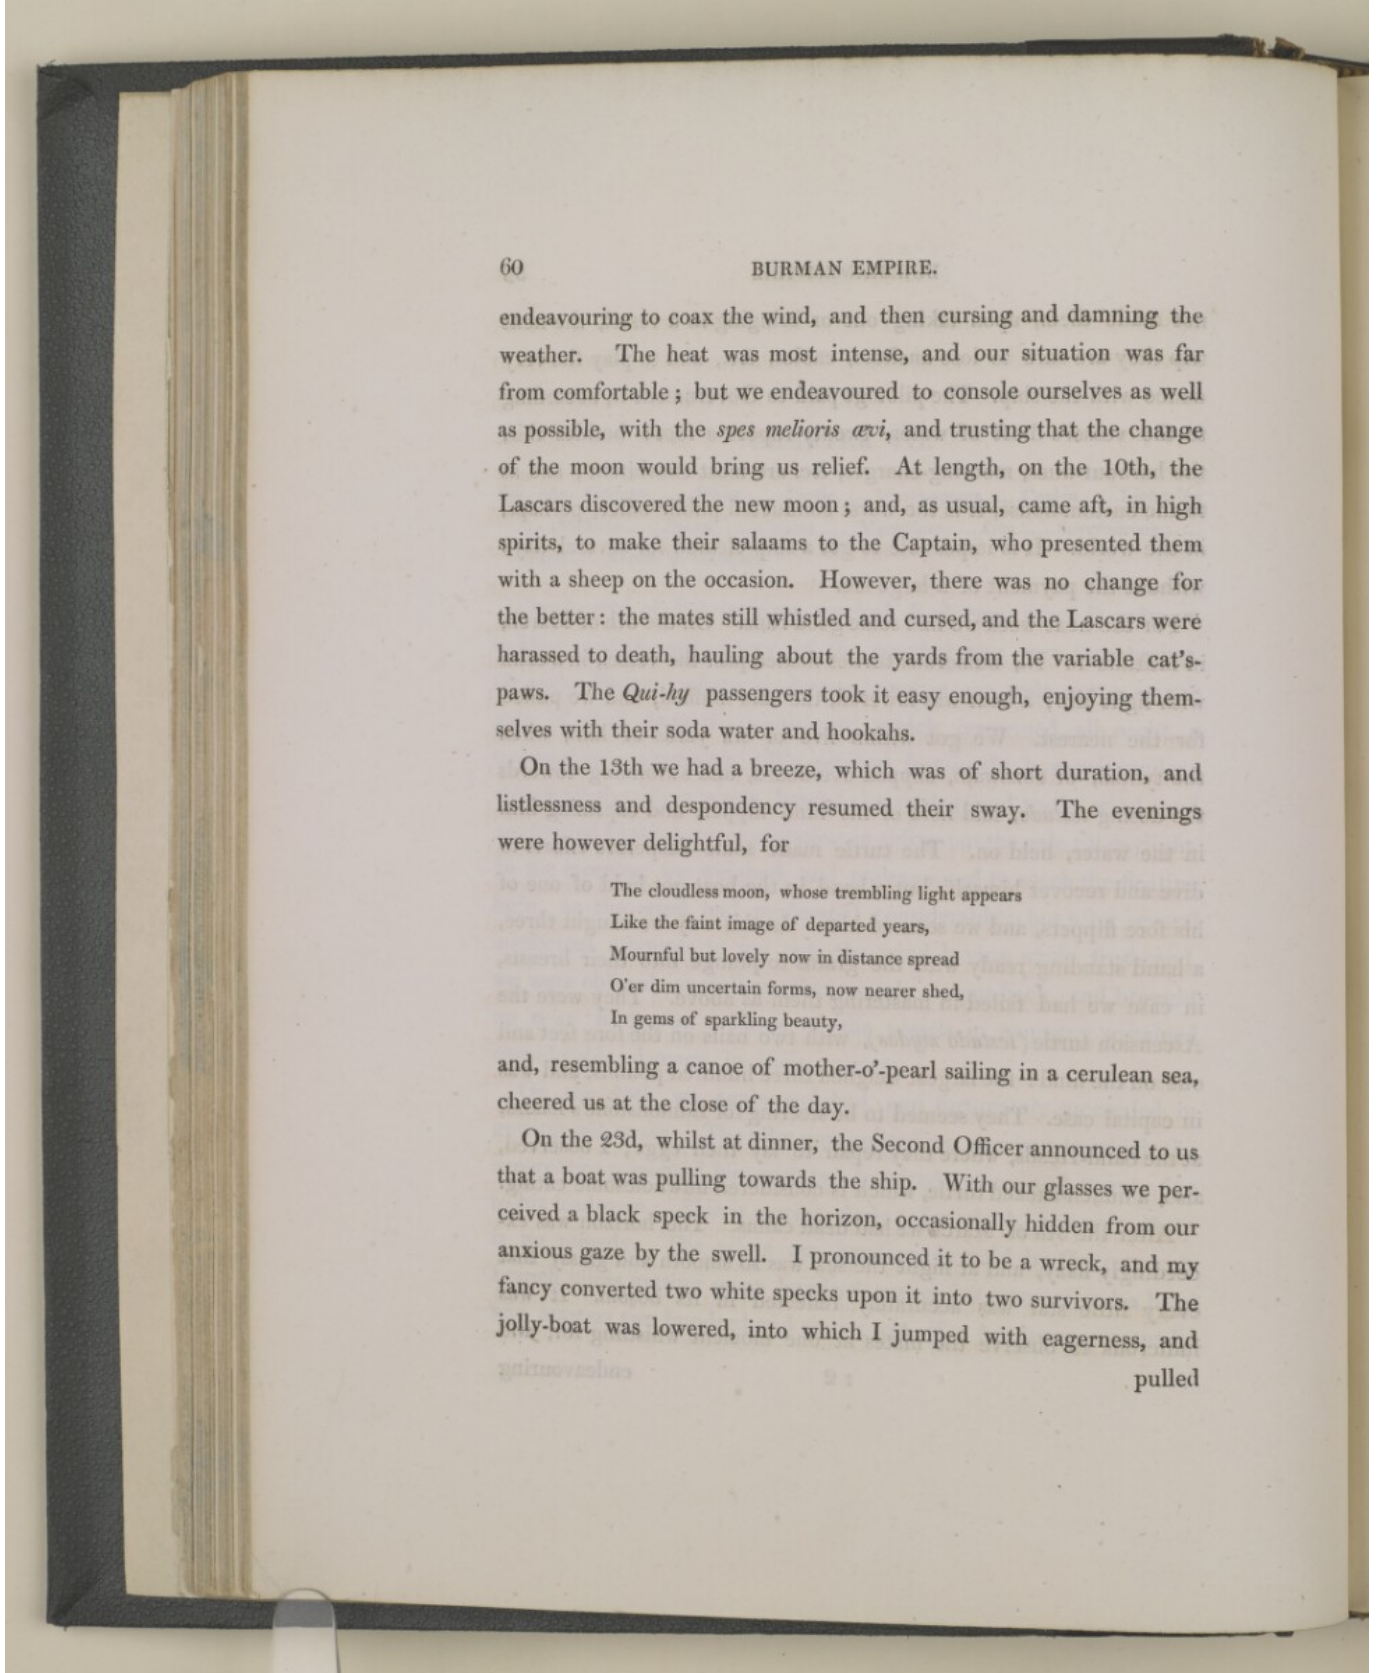 60 BURMAN EMPIRE.
endeavouring to coax the wind, and then cursing and damning the
weather. The heat was most intense, and our situation was far
from comfortable ; but we endeavoured to console ourselves as well
as possible, with the spes melioris ævi, and trusting that the change
of the moon would bring us relief. At length, on the 10th, the
Lascars discovered the new moon ; and, as usual, came aft, in high
spirits, to make their salaams to the Captain, who presented them
with a sheep on the occasion. However, there was no change for
the better : the mates still whistled and cursed, and the Lascars were
harassed to death, hauling about the yards from the variable cat's-
paws. The Qui-hy passengers took it easy enough, enjoying them-
selves with their soda water and hookahs.
On the 13th we had a breeze, which was of short duration, and
listlessness and despondency resumed their sway. The evenings
were however delightful, for
The cloudless moon, whose trembling light appears
Like the faint image of departed years,
Mournful but lovely now in distance spread
O'er dim uncertain forms, now nearer shed,
In gems of sparkling beauty,
and, resembling a canoe of mother-o'-pearl sailing in a cerulean sea,
cheered us at the close of the day.
On the 23d, whilst at dinner, the Second Officer announced to us
that a boat was pulling towards the ship. With our glasses we per-
ceived a black speck in the horizon, occasionally hidden from our
anxious gaze by the swell. I pronounced it to be a wreck, and my
fancy converted two white specks upon it into two survivors. The
jolly-boat was lowered, into which I jumped with eagerness, and
pulled